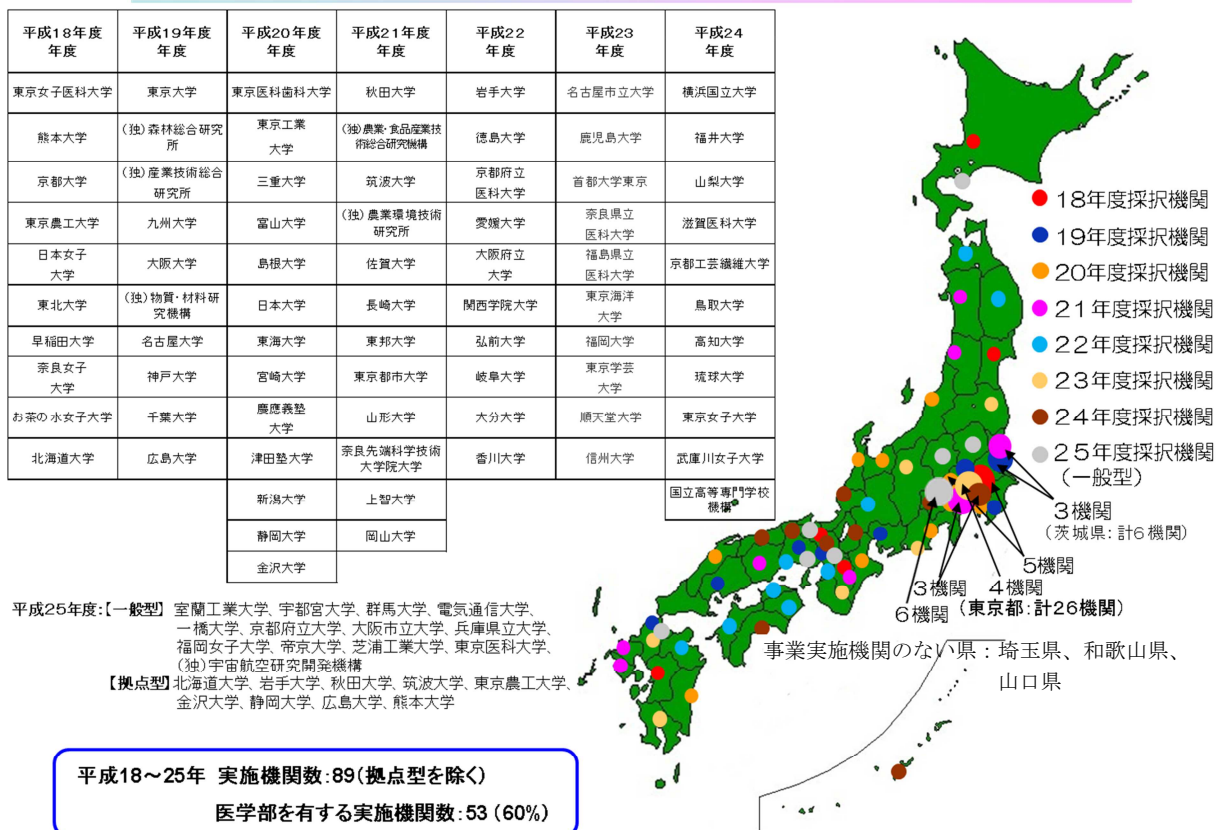 平成18年度
年度
平成19年度
年度
平成20年度
年度
平成21年度
年度
平成22
年度
平成23
年度
平成24
年度
東京女子医科大学
東京大学
東京医科歯科大学
秋田大学
岩手大学
名古屋市立大学
横浜国立大学
熊本大学
(独)森林総合研究
所
東京工業
大学
(独)農業・食品産業技
術総合研究機構
徳島大学
鹿児島大学
福井大学
京都大学
(独)産業技術総合
研究所
三重大学
筑波大学
京都府立
医科大学
首都大学東京
山梨大学
東京農工大学
九州大学
富山大学
(独)農業環境技術
研究所
愛媛大学
奈良県立
医科大学
滋賀医科大学
日本女子
大学
大阪大学
島根大学
佐賀大学
大阪府立
大学
福島県立
医科大学
京都工芸繊維大学
東北大学
(独)物質・材料研
究機構
日本大学
長崎大学
関西学院大学
東京海洋
大学
鳥取大学
早稲田大学
名古屋大学
東海大学
東邦大学
弘前大学
福岡大学
高知大学
奈良女子
大学
神戸大学
宮崎大学
東京都市大学
岐阜大学
東京学芸
大学
琉球大学
お茶の水女子大学
千葉大学
慶應義塾
大学
山形大学
大分大学
順天堂大学
東京女子大学
北海道大学
広島大学
津田塾大学
奈良先端科学技術
大学院大学
香川大学
信州大学
武庫川女子大学
新潟大学
上智大学
国立高等専門学校
機構
静岡大学
岡山大学
金沢大学
18年度採択機関
19年度採択機関
20年度採択機関
21年度採択機関
22年度採択機関
23年度採択機関
24年度採択機関
25年度採択機関
(一般型)
3機関
(茨城県:計6機関)
5機関
3機関
4機関
6機関
(東京都:計26機関)
事業実施機関のない県:埼玉県、和歌山県、
山口県
平成25年度:【一般型】 室蘭工業大学、宇都宮大学、群馬大学、電気通信大学、
一橋大学、京都府立大学、大阪市立大学、兵庫県立大学、
福岡女子大学、帝京大学、芝浦工業大学、東京医科大学、
(独)宇宙航空研究開発機構
【拠点型】北海道大学、岩手大学、秋田大学、筑波大学、東京農工大学、
金沢大学、静岡大学、広島大学、熊本大学
平成18~25年 実施機関数:89(拠点型を除く)
医学部を有する実施機関数:53(60%)